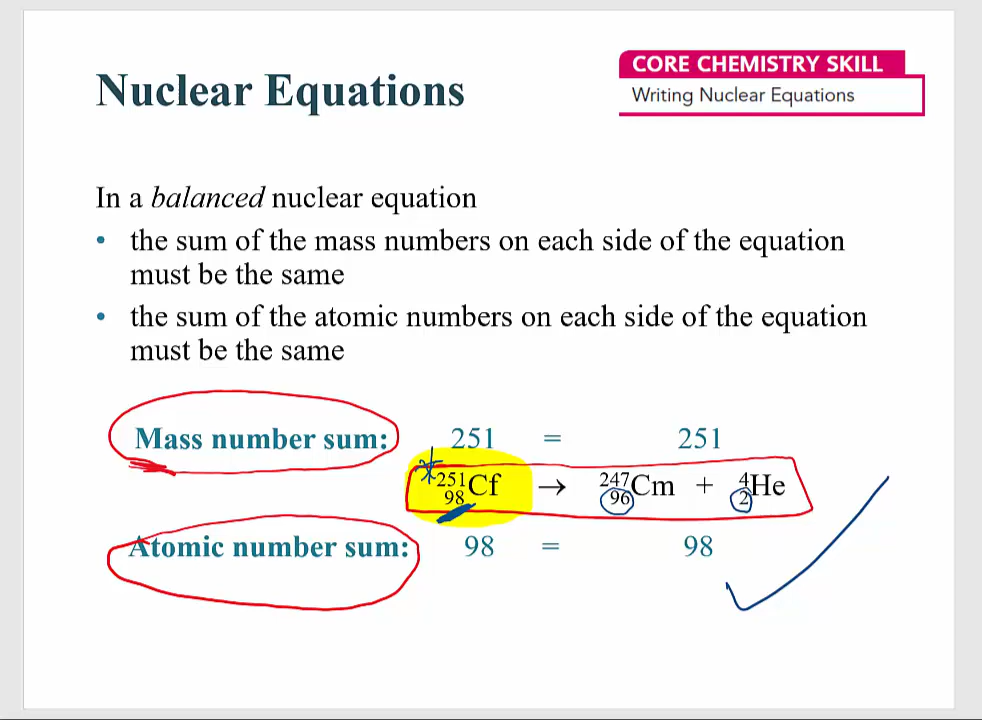 CORE CHEMISTRY SKILL
Nuclear Equations
Writing Nuclear Equations
In a balanced nuclear equation
• the sum of the mass numbers on each side of the equation
must be the same
• the sum of the atomic numbers on each side of the equation
must be the same
Mass number sum: 251 = 251
²⁵¹₉₈Cf → ²⁴⁷₉₆Cm + ⁴₂He
Atomic number sum: 98 = 98